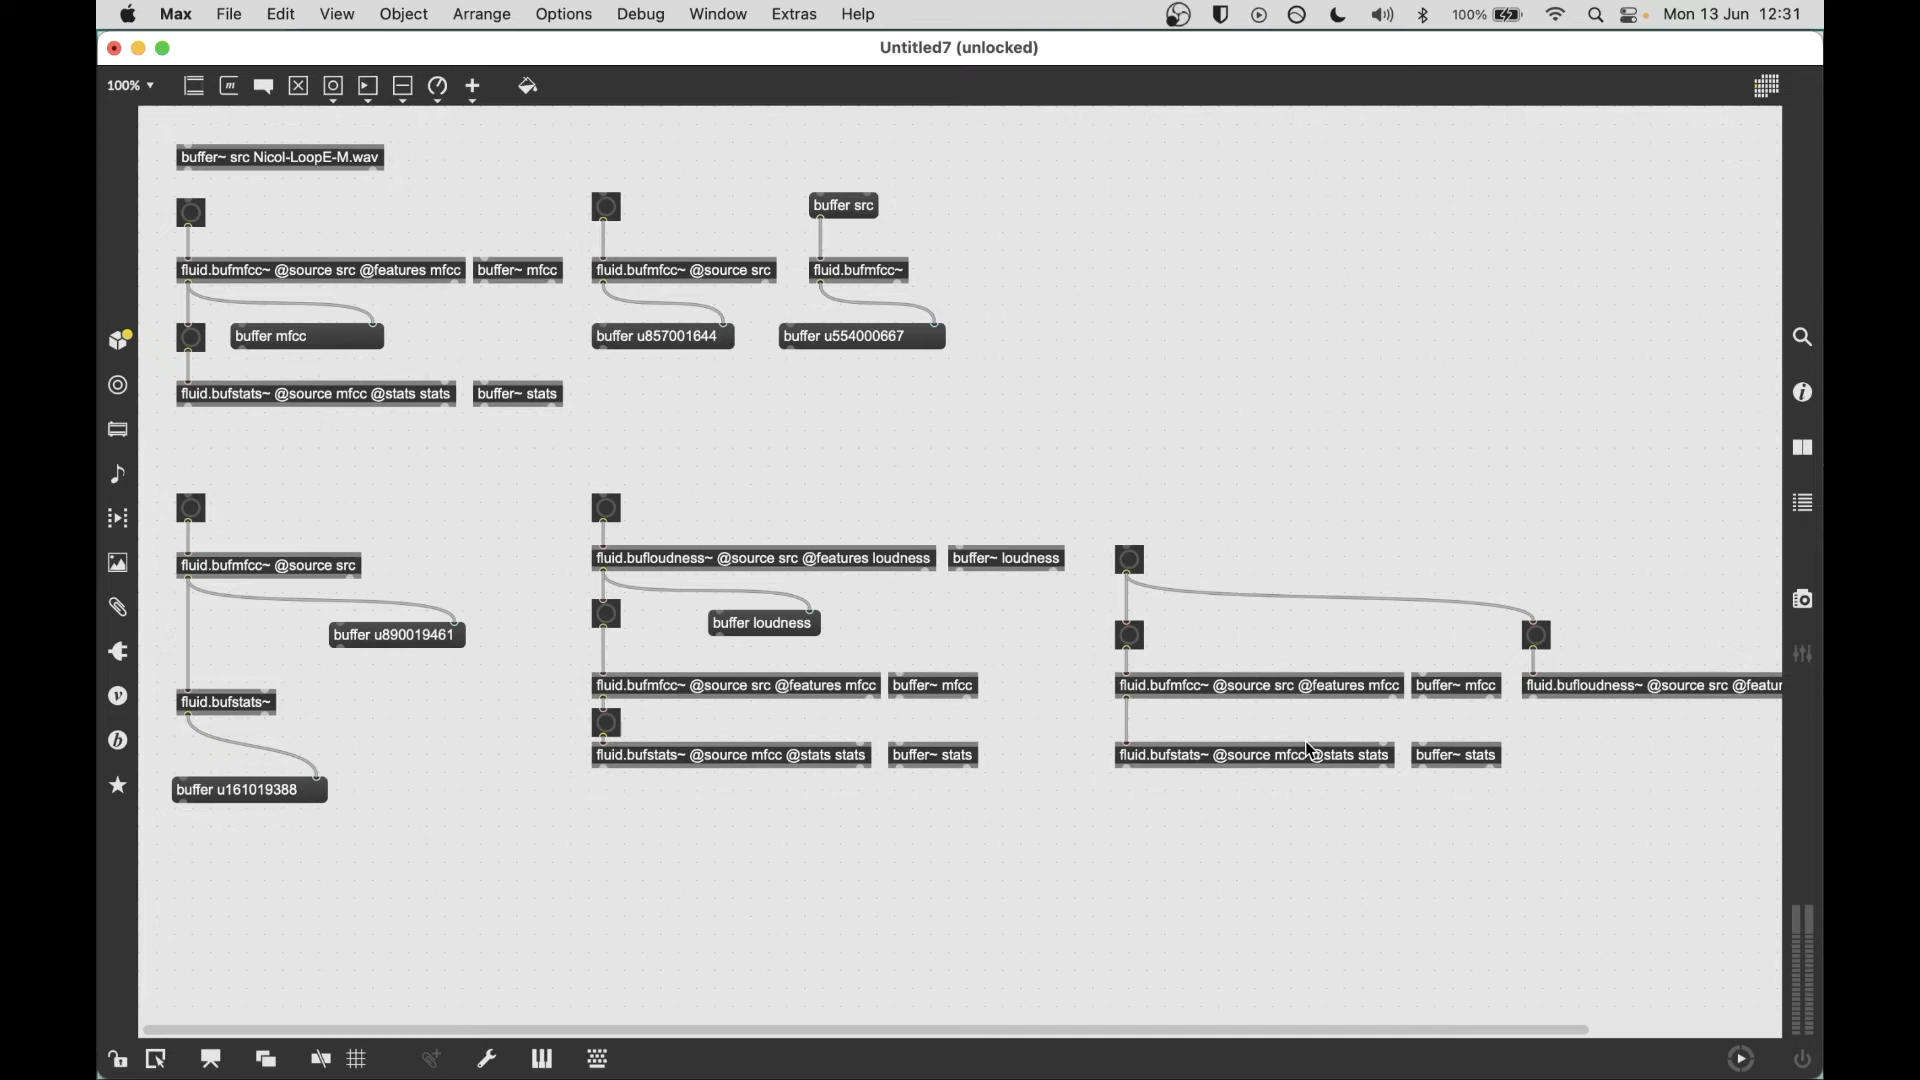 Max File Edit View Object Arrange Options Debug Window Extras Help 100% Mon 13 Jun 12:31
Untitled7 (unlocked)
100%
buffer~ src Nicol-LoopE-M.wav
buffer src
fluid.bufmfcc~ @source src @features mfcc
buffer~ mfcc
fluid.bufmfcc~ @source src
fluid.bufmfcc~
buffer mfcc
buffer u857001644
buffer u554000667
fluid.bufstats~ @source mfcc @stats stats
buffer~ stats
fluid.bufmfcc~ @source src
fluid.bufloudness~ @source src @features loudness
buffer~ loudness
buffer u890019461
buffer loudness
fluid.bufmfcc~ @source src @features mfcc
buffer~ mfcc
fluid.bufmfcc~ @source src @features mfcc
buffer~ mfcc
fluid.bufloudness~ @source src @featur
fluid.bufstats~
fluid.bufstats~ @source mfcc @stats stats
buffer~ stats
fluid.bufstats~ @source mfcc @stats stats
buffer~ stats
buffer u161019388